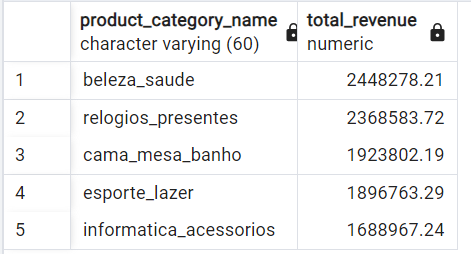 product_category_name total_revenue
character varying (60) numeric
1 beleza_saude 2448278.21
2 relogios_presentes 2368583.72
3 cama_mesa_banho 1923802.19
4 esporte_lazer 1896763.29
5 informatica_acessorios 1688967.24